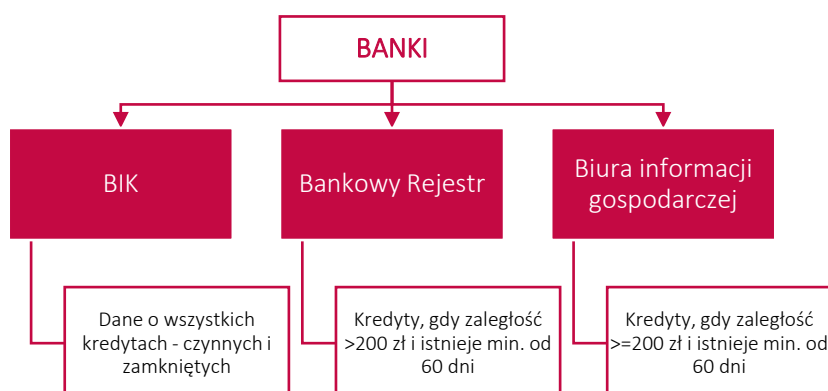 BANKI
BIK
Bankowy Rejestr
Biura informacji
gospodarczej
Dane o wszystkich
kredytach - czynnych i
zamkniętych
Kredyty, gdy zaległość
>200 zł i istnieje min. od
60 dni
Kredyty, gdy zaległość
>=200 zł i istnieje min. od
60 dni